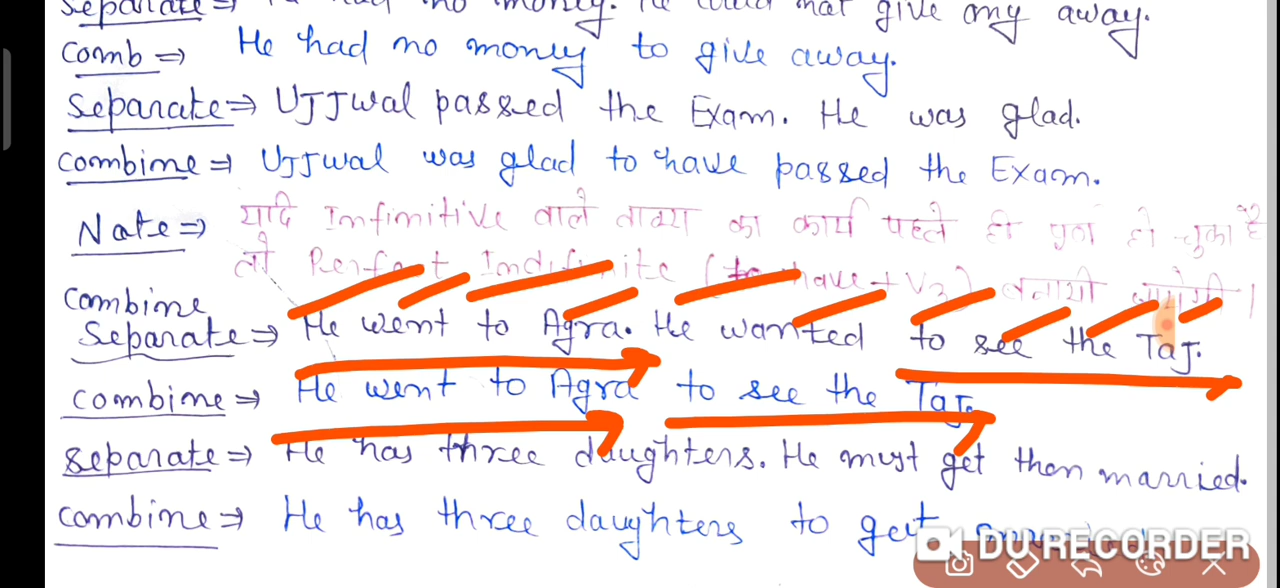 Separate⇒ He had no money. He could not give any away.
Comb ⇒ He had no money to give away.
Separate⇒ UJJwal passed the Exam. He was glad.
Combine ⇒ UJJwal was glad to have passed the Exam.
Nate⇒ यदि Infinitive वाले वाक्य का कार्य पहले ही पूरा हो चुका है
तो Perfect Indifinite (to have + V3)
Combine
Separate⇒ He went to Agra. He wanted to see the TaJ.
Combine⇒ He went to Agra to see the TaJ.
Separate⇒ He has three daughters. He must get then married.
Combine⇒ He has three daughters to get
DU RECORDER